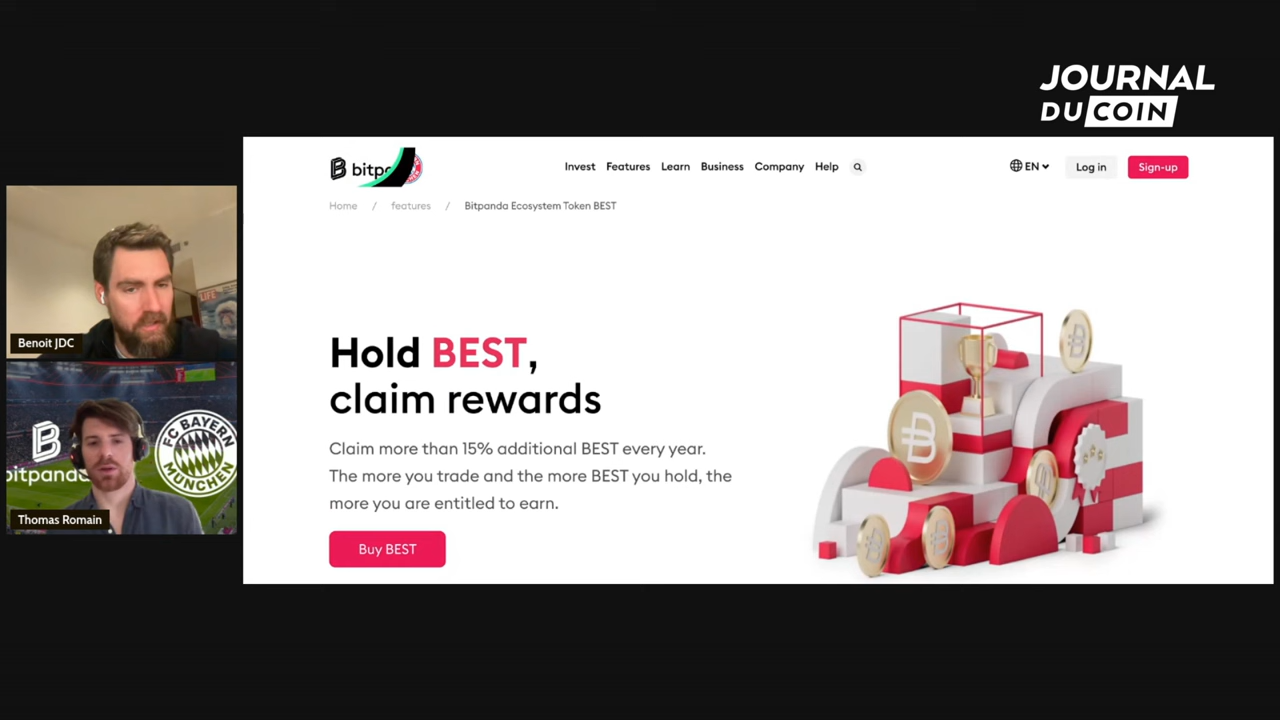 JOURNAL
DU COIN
Invest Features Learn Business Company Help
EN
Log in
Sign-up
Home / features / Bitpanda Ecosystem Token BEST
Hold BEST,
claim rewards
Claim more than 15% additional BEST every year.
The more you trade and the more BEST you hold, the
more you are entitled to earn.
Buy BEST
LIFE
Benoit JDC
bitpanda
FC BAYERN
MÜNCHEN
Thomas Romain